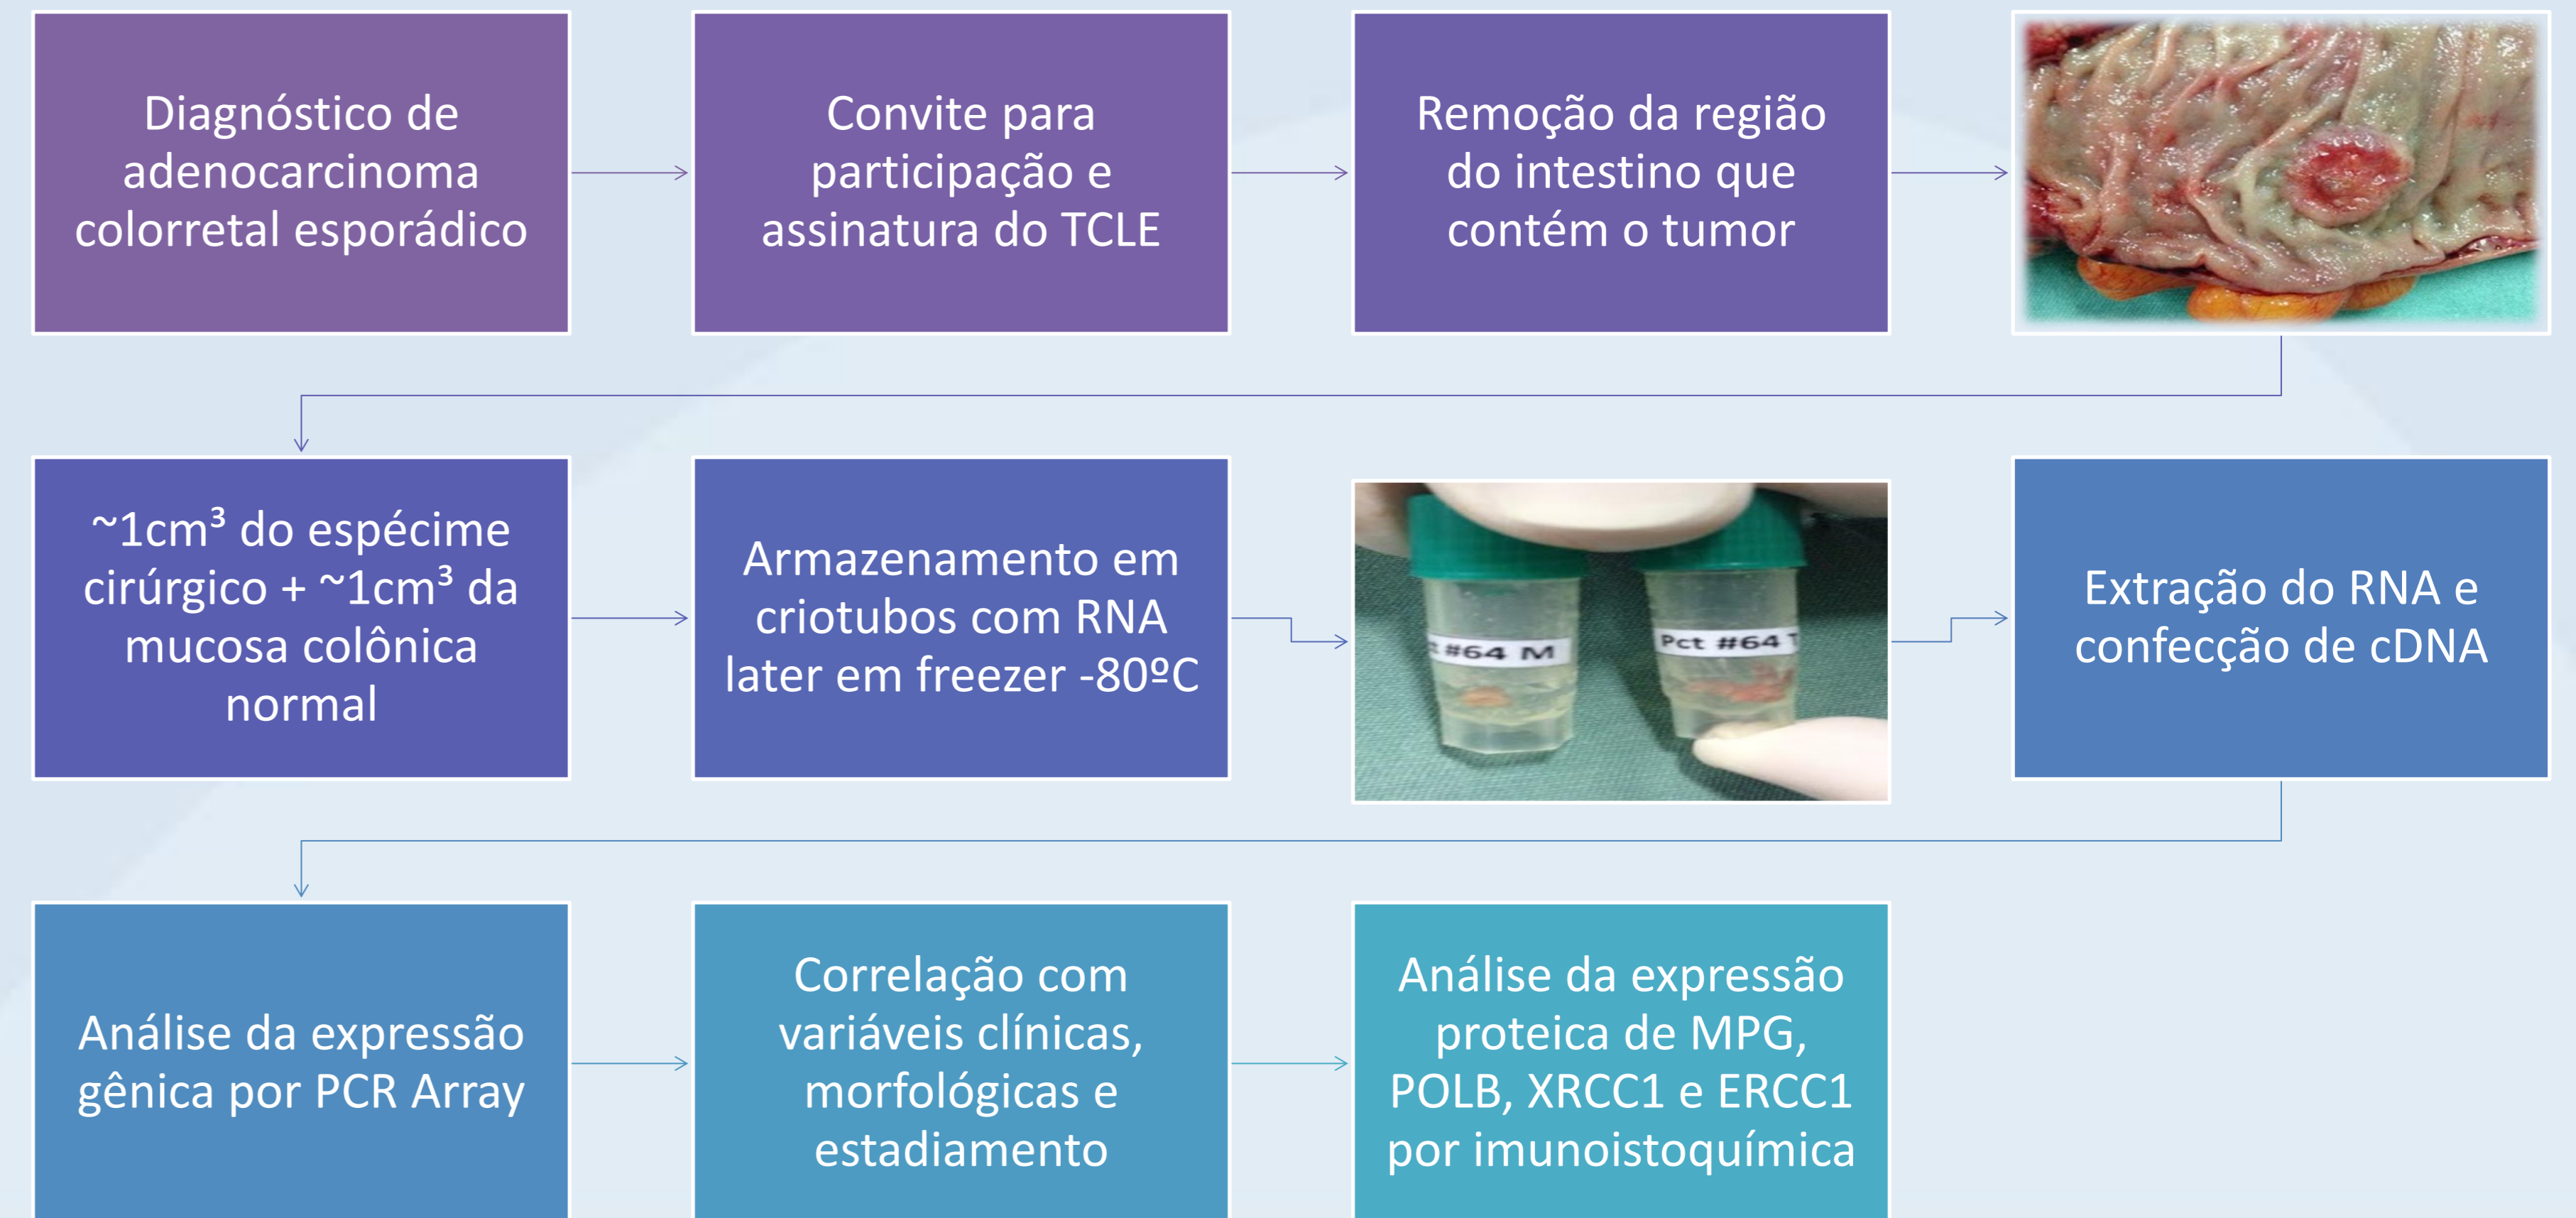 Diagnóstico de
adenocarcinoma
colorretal esporádico
Convite para
participação e
assinatura do TCLE
Remoção da região
do intestino que
contém o tumor
~1cm³ do espécime
cirúrgico + ~1cm³ da
mucosa colônica
normal
Armazenamento em
criotubos com RNA
later em freezer -80ºC
#64 M
Pct #64 T
Extração do RNA e
confecção de cDNA
Análise da expressão
gênica por PCR Array
Correlação com
variáveis clínicas,
morfológicas e
estadiamento
Análise da expressão
proteica de MPG,
POLB, XRCC1 e ERCC1
por imunoistoquímica